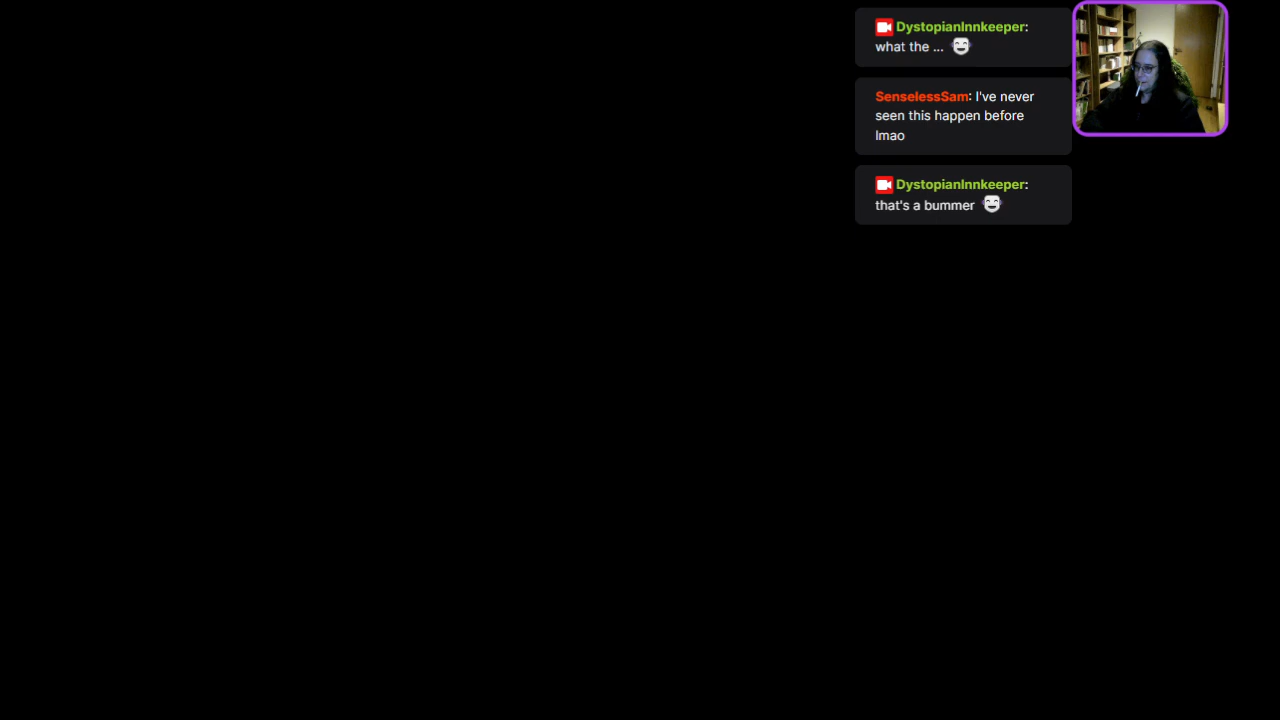 DystopianInnkeeper:
what the ...
SenselessSam: I've never
seen this happen before
lmao
DystopianInnkeeper:
that's a bummer